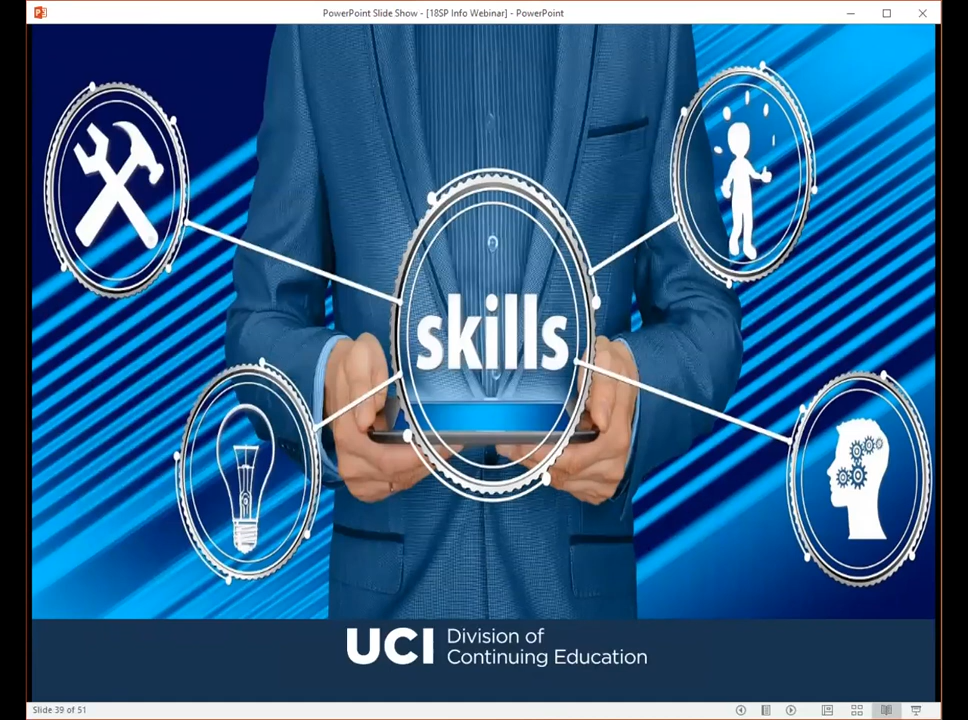 PowerPoint Slide Show - [18SP Info Webinar] - PowerPoint
skills
UCI Division of
Continuing Education
Slide 39 of 51